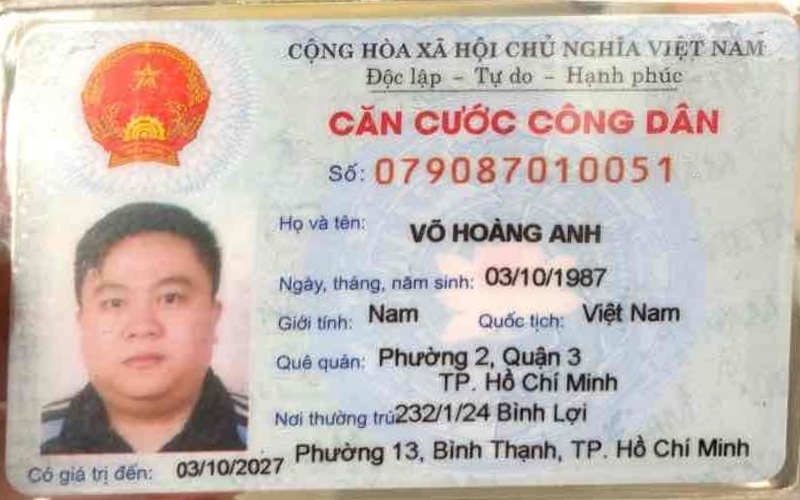 CỘNG HÒA XÃ HỘI CHỦ NGHĨA VIỆT NAM
Độc lập - Tự do - Hạnh phúc
CĂN CƯỚC CÔNG DÂN
Số: 079087010051
Họ và tên: VÕ HOÀNG ANH
Ngày, tháng, năm sinh: 03/10/1987
Giới tính: Nam Quốc tịch: Việt Nam
Quê quán: Phường 2, Quận 3
TP. Hồ Chí Minh
Nơi thường trú: 232/1/24 Bình Lợi
Phường 13, Bình Thạnh, TP. Hồ Chí Minh
Có giá trị đến: 03/10/2027